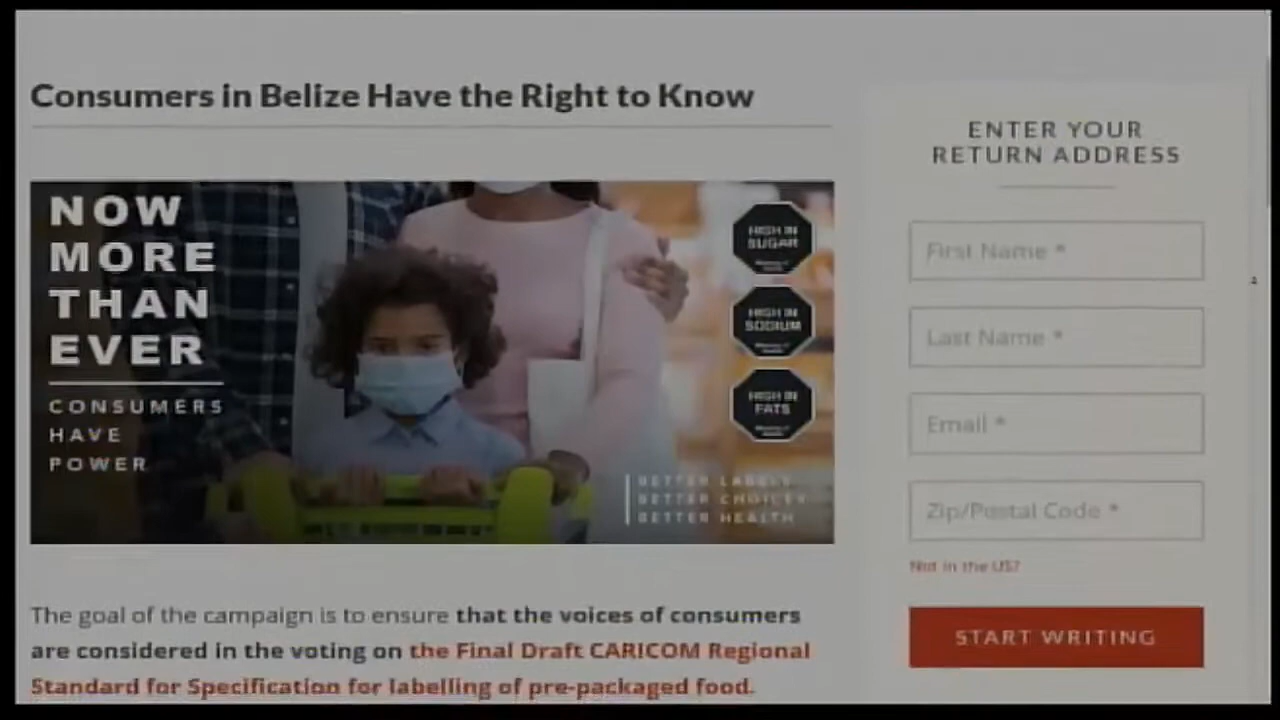 Consumers in Belize Have the Right to Know
NOW
MORE
THAN
EVER
CONSUMERS
HAVE
POWER
HIGH IN
SUGAR
HIGH IN
SODIUM
HIGH IN
FATS
BETTER LABELS
BETTER CHOICES
BETTER HEALTH
The goal of the campaign is to ensure that the voices of consumers
are considered in the voting on the Final Draft CARICOM Regional
Standard for Specification for labelling of pre-packaged food.
ENTER YOUR
RETURN ADDRESS
First Name *
Last Name *
Email *
Zip/Postal Code *
Not in the US?
START WRITING